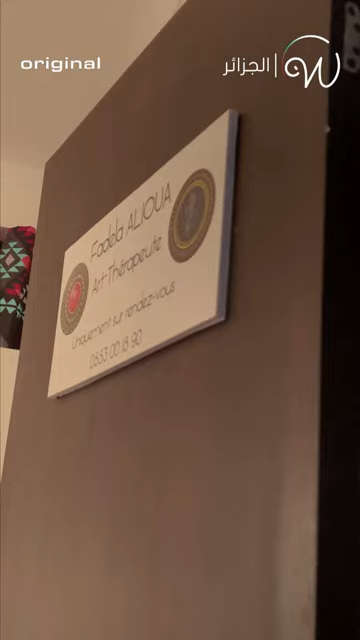 original
الجزائر | W
Fadela ALIOUA
Art-Thérapeute
Uniquement sur rendez-vous
0553 00 18 90